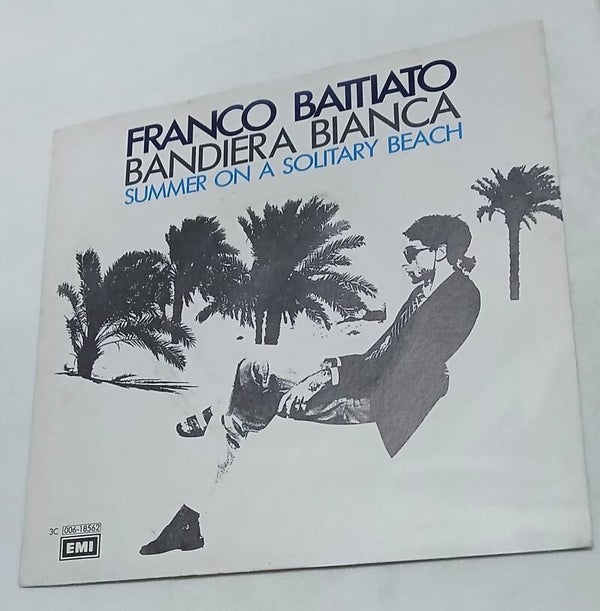 FRANCO BATTIATO
BANDIERA BIANCA
SUMMER ON A SOLITARY BEACH
3C 006-18562
EMI